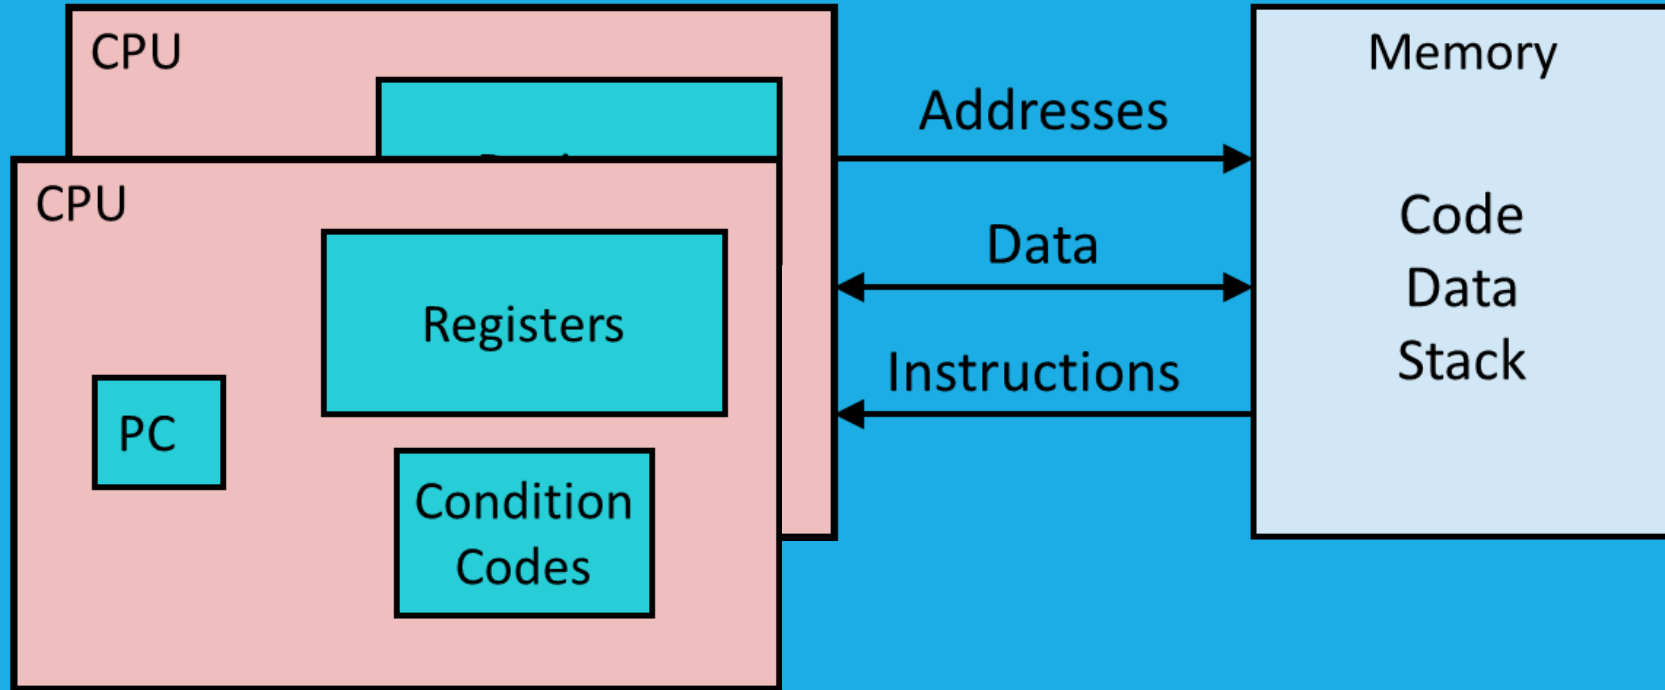 CPU
CPU
Registers
PC
Condition
Codes
Addresses
Data
Instructions
Memory
Code
Data
Stack